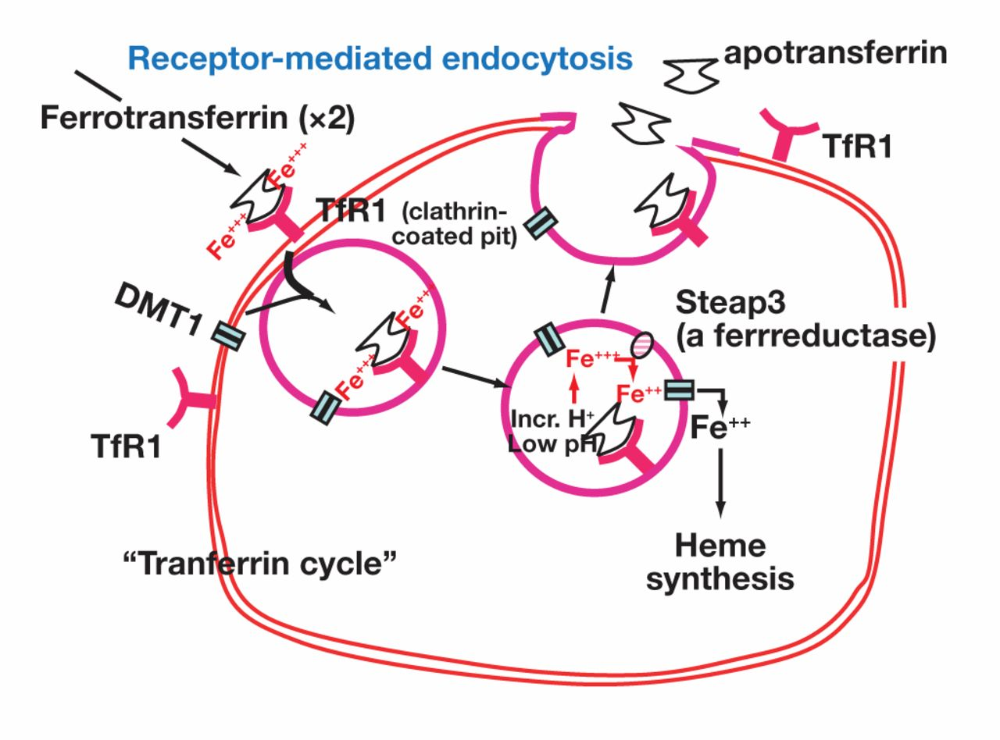 Receptor-mediated endocytosis
apotransferrin
Ferrotransferrin (×2)
TfR1
Fe+++
Fe+++
TfR1 (clathrin-
coated pit)
DMT1
Fe+++
Fe+++
TfR1
Steap3
(a ferrreductase)
Fe+++
Fe++
Incr. H+
Low pH
Fe++
Heme
synthesis
“Tranferrin cycle”